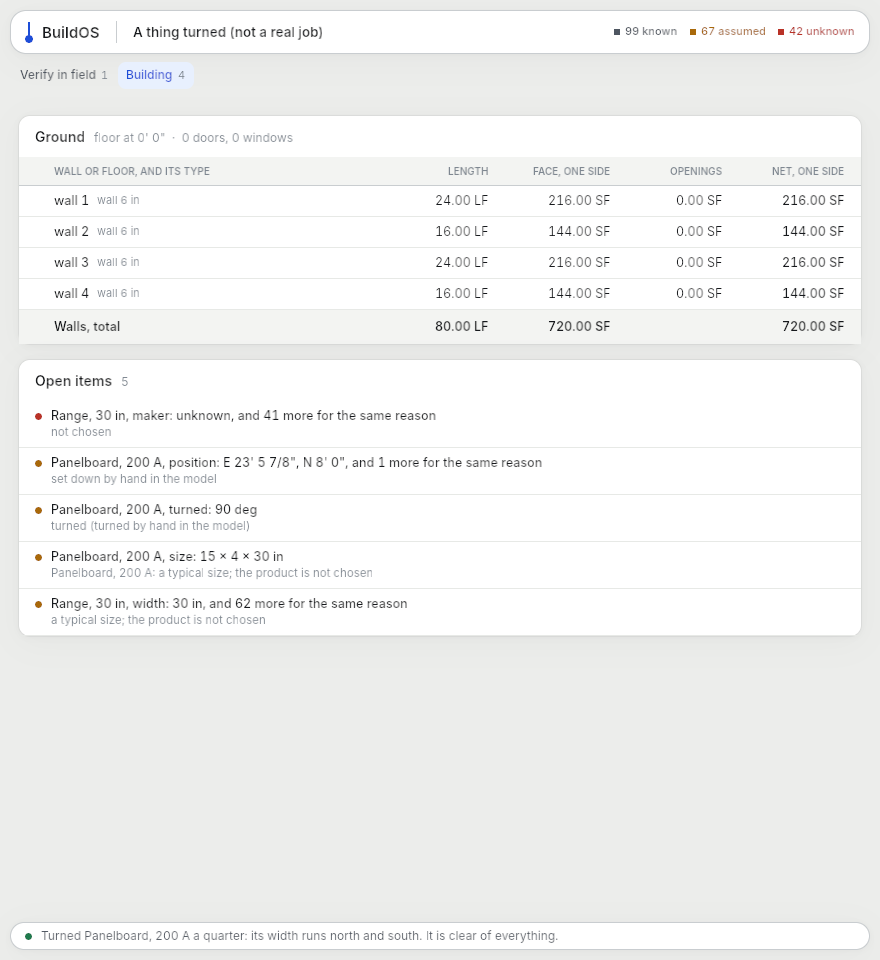 BuildOS
A thing turned (not a real job)
99 known
67 assumed
42 unknown
Verify in field 1
Building 4
Ground floor at 0' 0" · 0 doors, 0 windows
WALL OR FLOOR, AND ITS TYPE LENGTH FACE, ONE SIDE OPENINGS NET, ONE SIDE
wall 1 wall 6 in 24.00 LF 216.00 SF 0.00 SF 216.00 SF
wall 2 wall 6 in 16.00 LF 144.00 SF 0.00 SF 144.00 SF
wall 3 wall 6 in 24.00 LF 216.00 SF 0.00 SF 216.00 SF
wall 4 wall 6 in 16.00 LF 144.00 SF 0.00 SF 144.00 SF
Walls, total 80.00 LF 720.00 SF 720.00 SF
Open items 5
Range, 30 in, maker: unknown, and 41 more for the same reason
not chosen
Panelboard, 200 A, position: E 23' 5 7/8", N 8' 0", and 1 more for the same reason
set down by hand in the model
Panelboard, 200 A, turned: 90 deg
turned (turned by hand in the model)
Panelboard, 200 A, size: 15 × 4 × 30 in
Panelboard, 200 A: a typical size; the product is not chosen
Range, 30 in, width: 30 in, and 62 more for the same reason
a typical size; the product is not chosen
Turned Panelboard, 200 A a quarter: its width runs north and south. It is clear of everything.